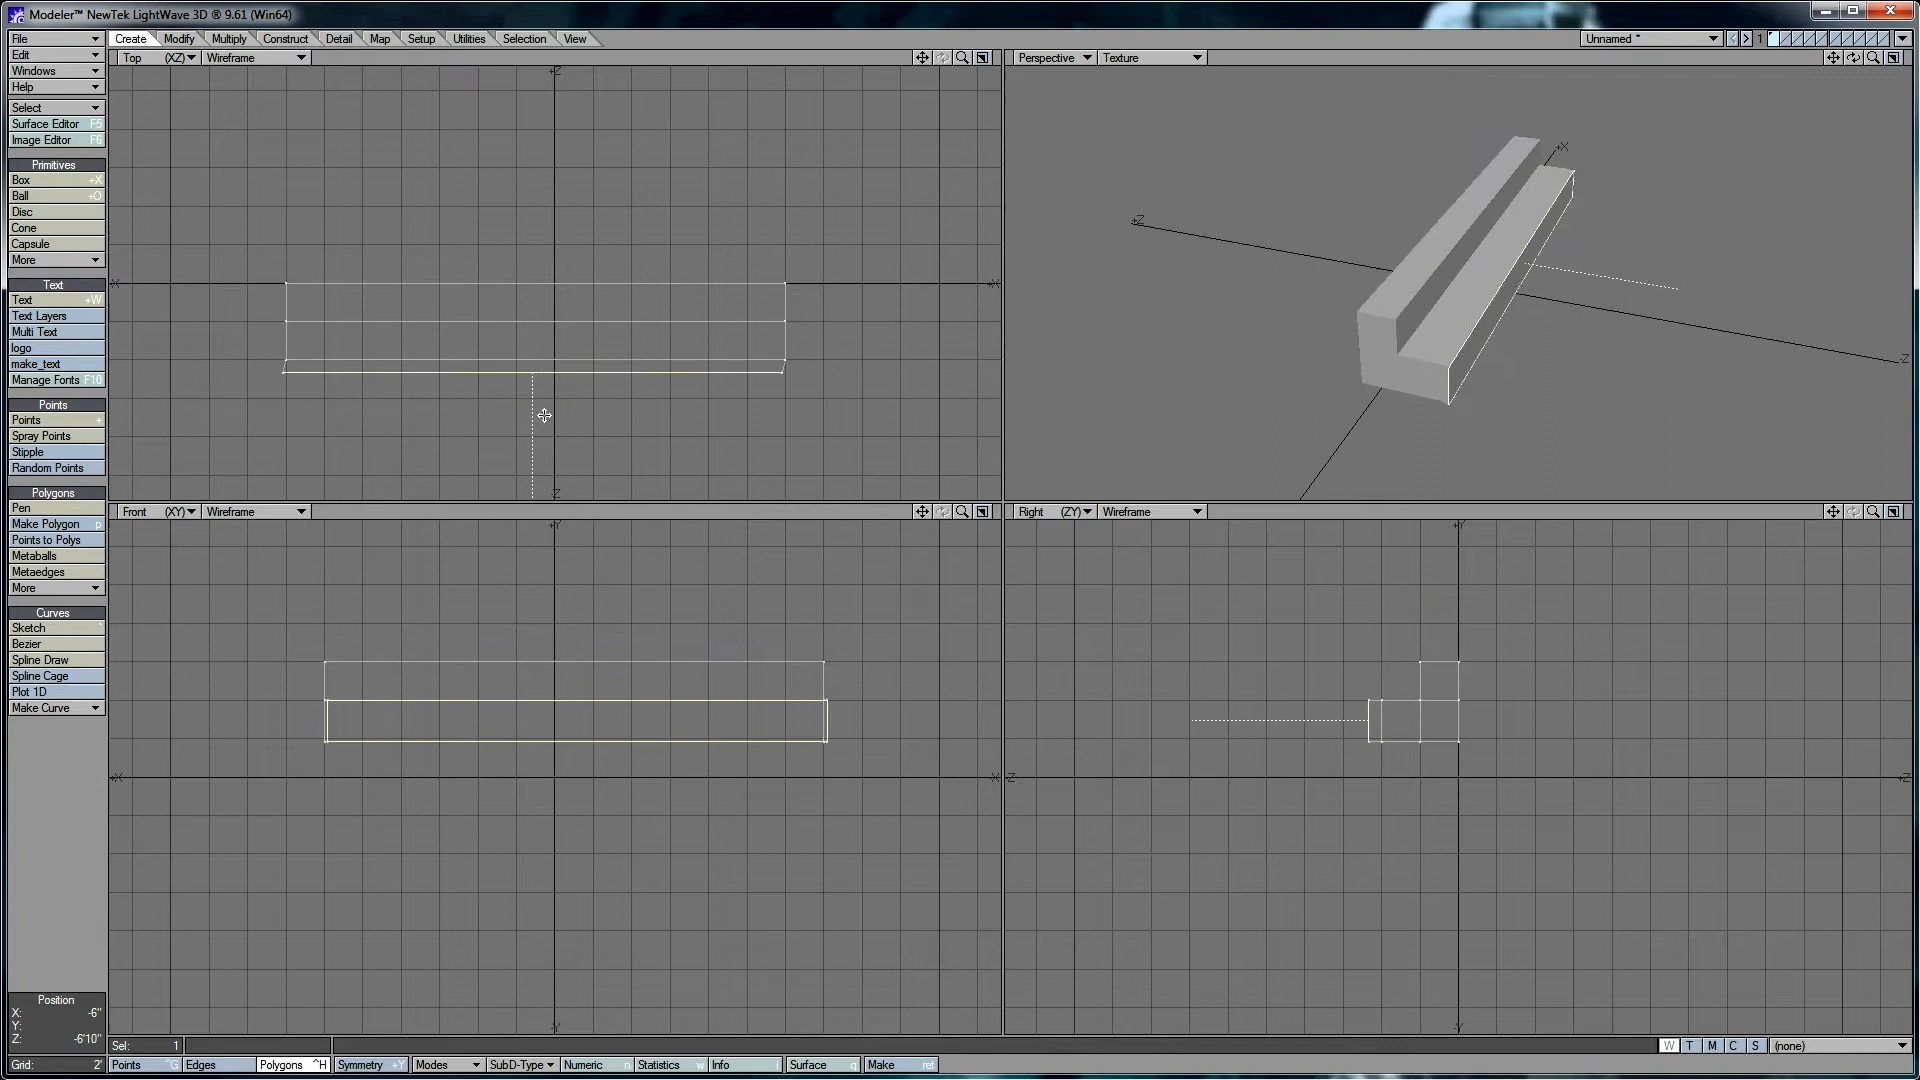 Modeler™ NewTek LightWave 3D ® 9.61 (Win64)
File
Edit
Windows
Help
Select
Surface Editor F5
Image Editor F6
Primitives
Box +X
Ball +O
Disc
Cone
Capsule
More
Text
Text +W
Text Layers
Multi Text
logo
make_text
Manage Fonts F10
Points
Points +
Spray Points
Stipple
Random Points
Polygons
Pen
Make Polygon p
Points to Polys
Metaballs
Metaedges
More
Curves
Sketch
Bezier
Spline Draw
Spline Cage
Plot 1D
Make Curve
Position
X: -6"
Y:
Z: -6'10"
Grid: 2'
Create Modify Multiply Construct Detail Map Setup Utilities Selection View
Unnamed * 1
Top (XZ) Wireframe
Perspective Texture
Front (XY) Wireframe
Right (ZY) Wireframe
Sel: 1
W T M C S (none)
Points ^G Edges Polygons ^H Symmetry +Y Modes SubD-Type Numeric n Statistics w Info i Surface q Make ret